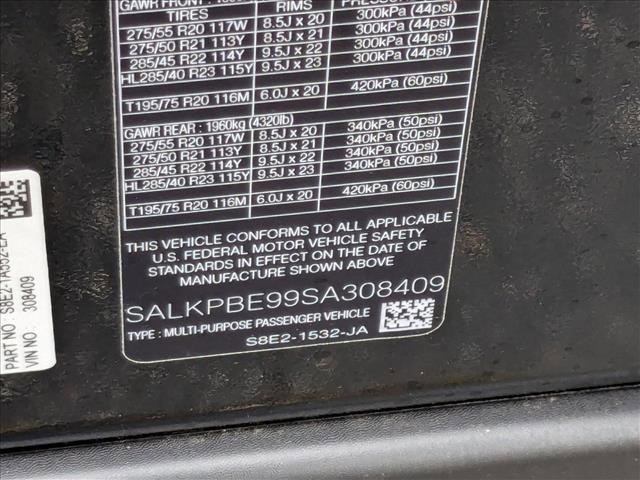 GAWR FRONT :
TIRES RIMS
275/55 R20 117W 8.5J x 20 300kPa (44psi)
275/50 R21 113Y 8.5J x 21 300kPa (44psi)
285/45 R22 114Y 9.5J x 22 300kPa (44psi)
HL285/40 R23 115Y 9.5J x 23 300kPa (44psi)
T195/75 R20 116M 6.0J x 20 420kPa (60psi)
GAWR REAR : 1960kg (4320lb)
275/55 R20 117W 8.5J x 20 340kPa (50psi)
275/50 R21 113Y 8.5J x 21 340kPa (50psi)
285/45 R22 114Y 9.5J x 22 340kPa (50psi)
HL285/40 R23 115Y 9.5J x 23 340kPa (50psi)
T195/75 R20 116M 6.0J x 20 420kPa (60psi)
THIS VEHICLE CONFORMS TO ALL APPLICABLE
U.S. FEDERAL MOTOR VEHICLE SAFETY
STANDARDS IN EFFECT ON THE DATE OF
MANUFACTURE SHOWN ABOVE
SALKPBE99SA308409
TYPE : MULTI-PURPOSE PASSENGER VEHICLE
S8E2-1532-JA
PART NO :
VIN NO : 308409